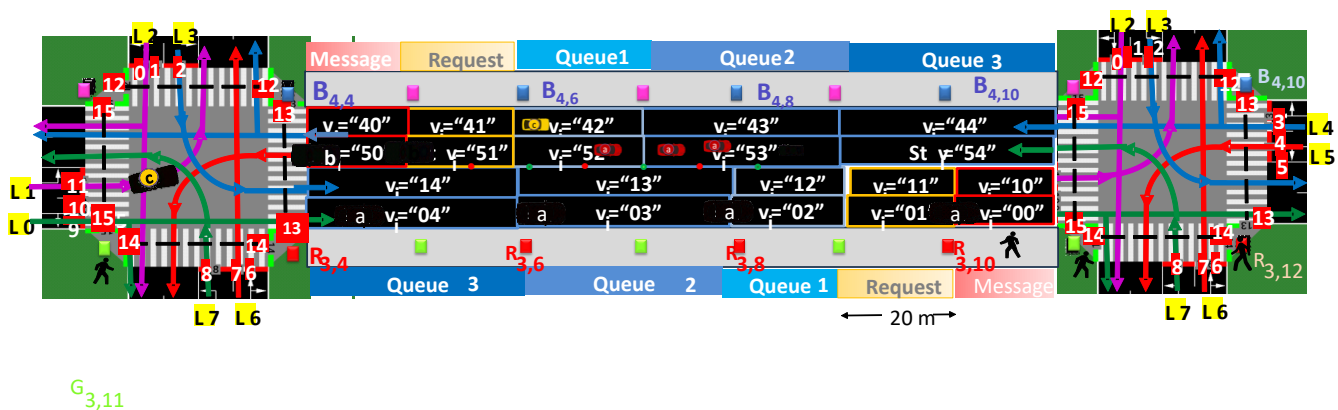 L 2 L 3
L2 L3
Message Request Queue1 Queue2 Queue 3
0 1 2
0 1 2
12 12
12 12
B4,4 B4,6 B4,8 B4,10
B4,10
15 13
15 13
v.="40" v.="41" c v.="42" v.="43" v.="44"
3 L 4
b =“50 v.=“51” v.=“52 a a a v.=“53” St v.=“54”
4 L 5
5
L 1 11 c
v.="14" v.="13" v.="12" v.="11" v.="10"
10
L 0 15 13
9
a v.="04" a v.="03" a v.="02" v.="01' a v.="00"
15 13
14 14
14 14
R3,4 R3,6 R3,8 R3,10
R3,12
8 7 6
8 7 6
Queue 3 Queue 2 Queue 1 Request Message
L 7 L 6
L7 L6
20 m
G3,11